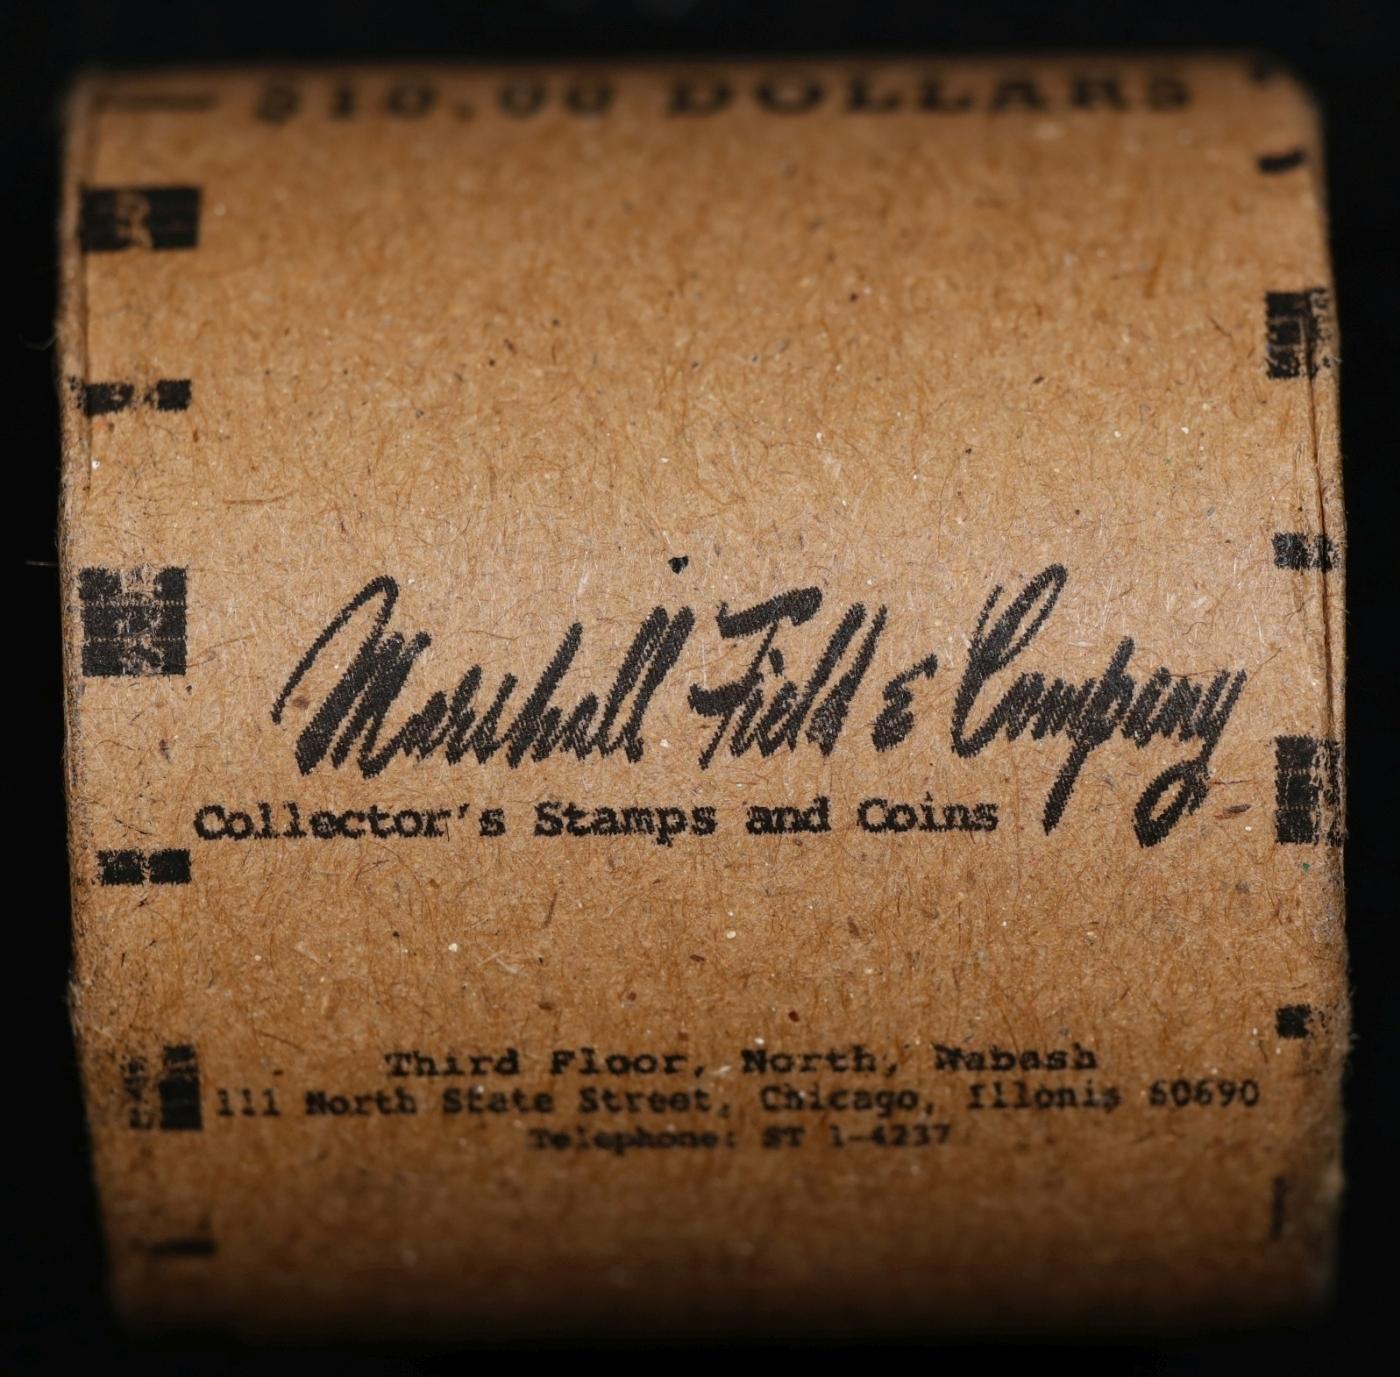 $10.00 DOLLARS
Marshall Field & Company
Collector's Stamps and Coins
Third Floor, North, Wabash
111 North State Street, Chicago, Illonis 60690
Telephone: ST 1-4237